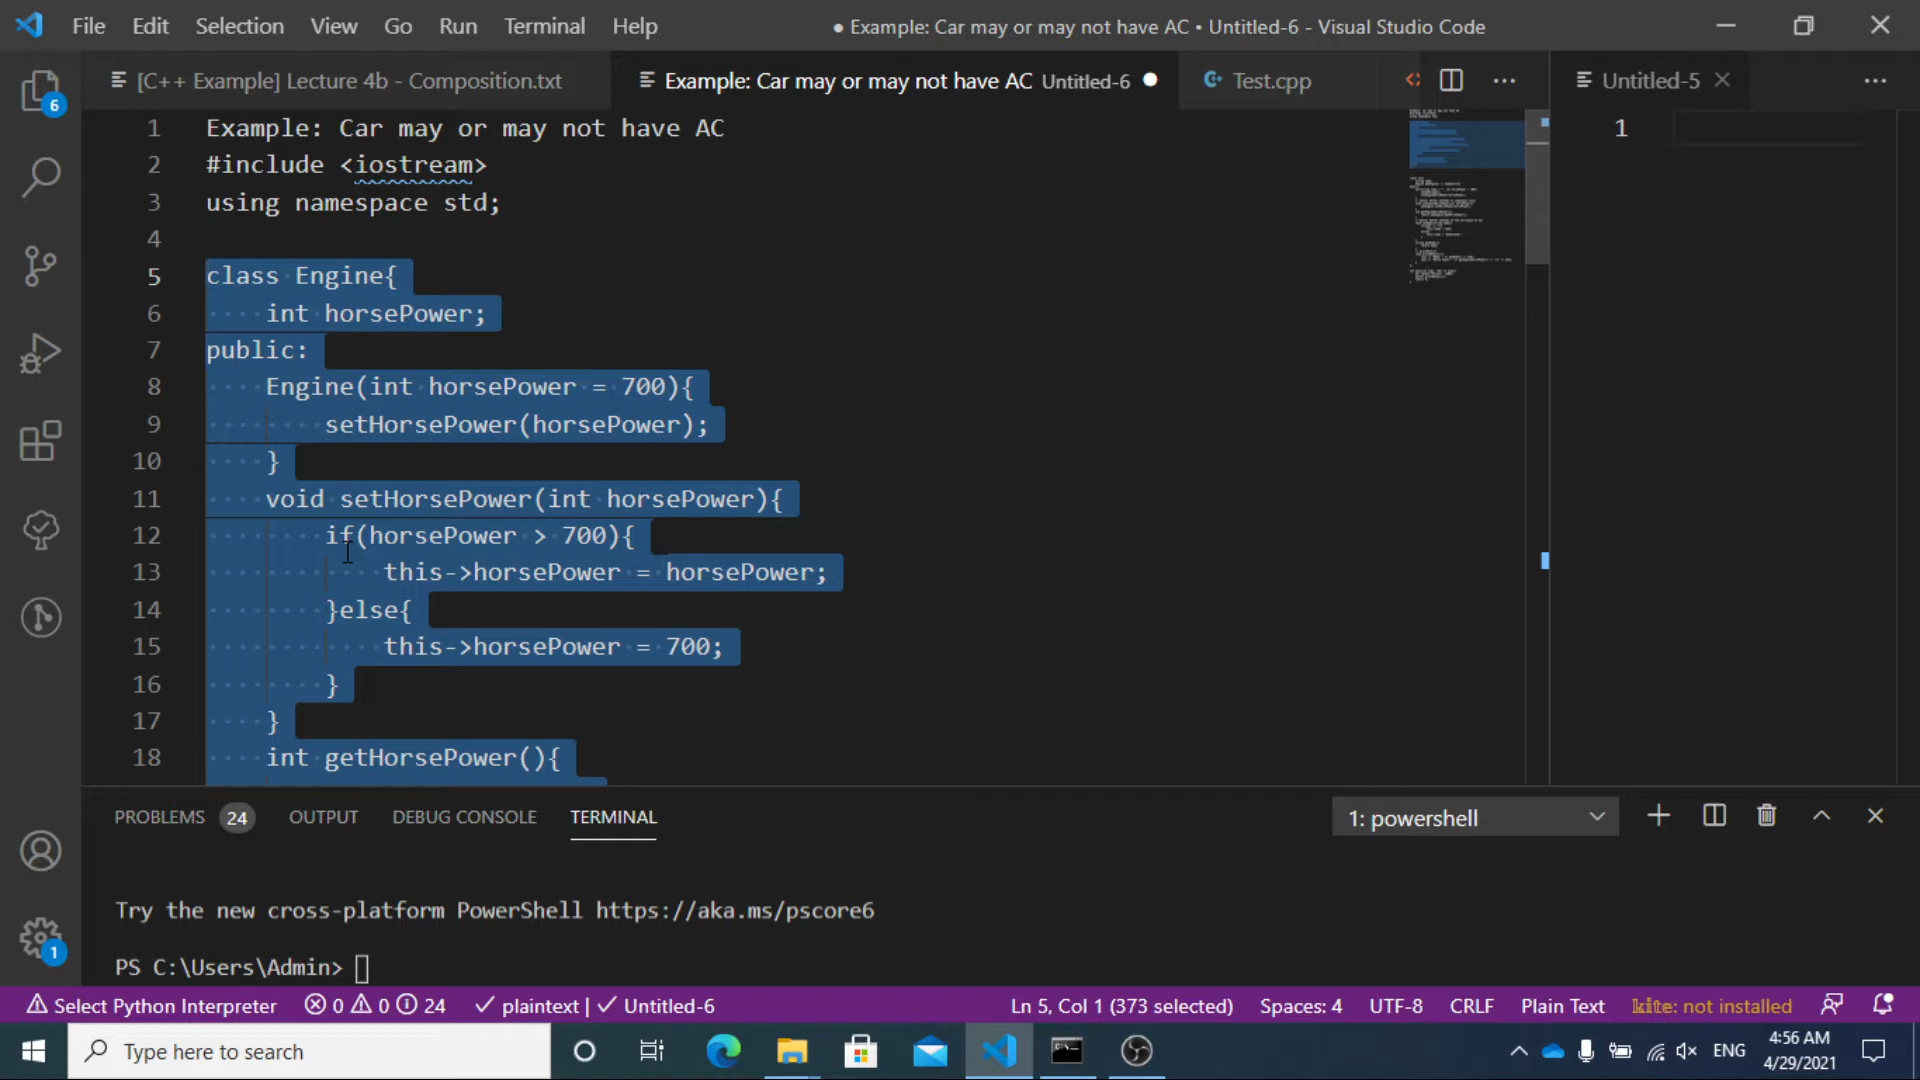 File Edit Selection View Go Run Terminal Help
● Example: Car may or may not have AC • Untitled-6 - Visual Studio Code
[C++ Example] Lecture 4b - Composition.txt
Example: Car may or may not have AC Untitled-6
Test.cpp
Untitled-5
6
1 Example: Car may or may not have AC
2 #include <iostream>
3 using namespace std;
4
5 class Engine{
6 int horsePower;
7 public:
8 Engine(int horsePower = 700){
9 setHorsePower(horsePower);
10 }
11 void setHorsePower(int horsePower){
12 if(horsePower > 700){
13 this->horsePower = horsePower;
14 }else{
15 this->horsePower = 700;
16 }
17 }
18 int getHorsePower(){
1
PROBLEMS 24 OUTPUT DEBUG CONSOLE TERMINAL
1: powershell
Try the new cross-platform PowerShell https://aka.ms/pscore6
PS C:\Users\Admin>
1
Select Python Interpreter 0 0 24 plaintext | Untitled-6
Ln 5, Col 1 (373 selected) Spaces: 4 UTF-8 CRLF Plain Text kite: not installed
Type here to search
ENG
4:56 AM
4/29/2021